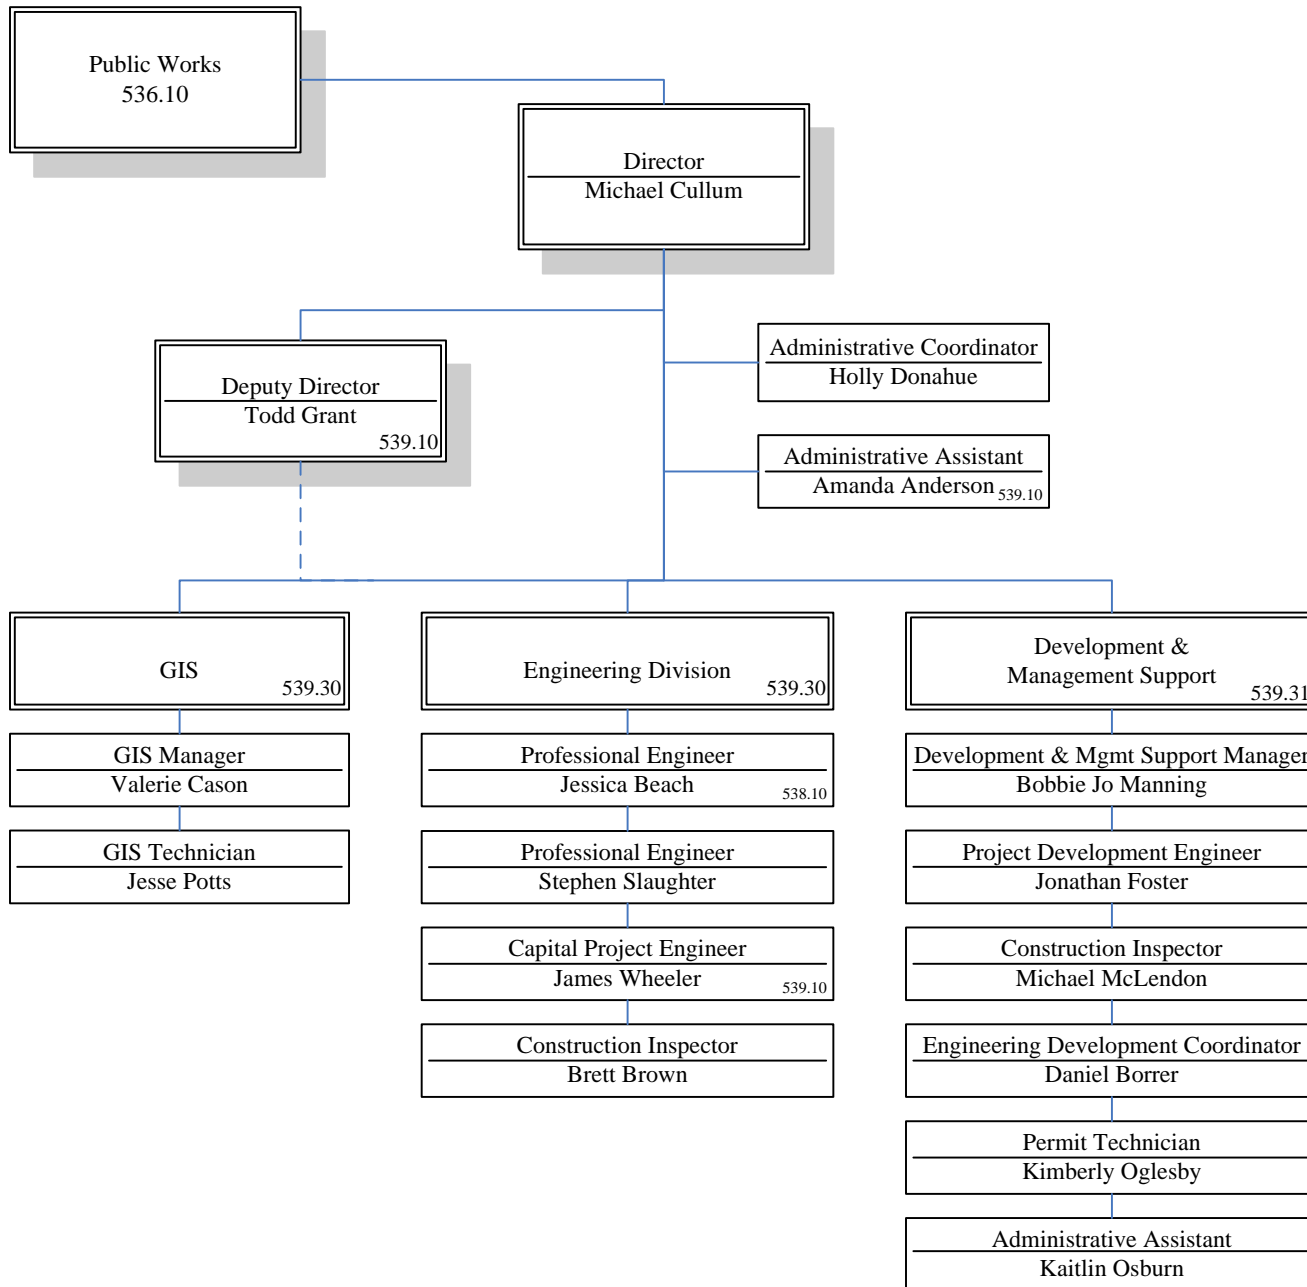 Public Works
536.10
Director
Michael Cullum
Deputy Director
Todd Grant
539.10
Administrative Coordinator
Holly Donahue
Administrative Assistant
Amanda Anderson 539.10
GIS
539.30
GIS Manager
Valerie Cason
GIS Technician
Jesse Potts
Engineering Division
539.30
Professional Engineer
Jessica Beach
538.10
Professional Engineer
Stephen Slaughter
Capital Project Engineer
James Wheeler
539.10
Construction Inspector
Brett Brown
Development &
Management Support
539.31
Development & Mgmt Support Manager
Bobbie Jo Manning
Project Development Engineer
Jonathan Foster
Construction Inspector
Michael McLendon
Engineering Development Coordinator
Daniel Borrer
Permit Technician
Kimberly Oglesby
Administrative Assistant
Kaitlin Osburn